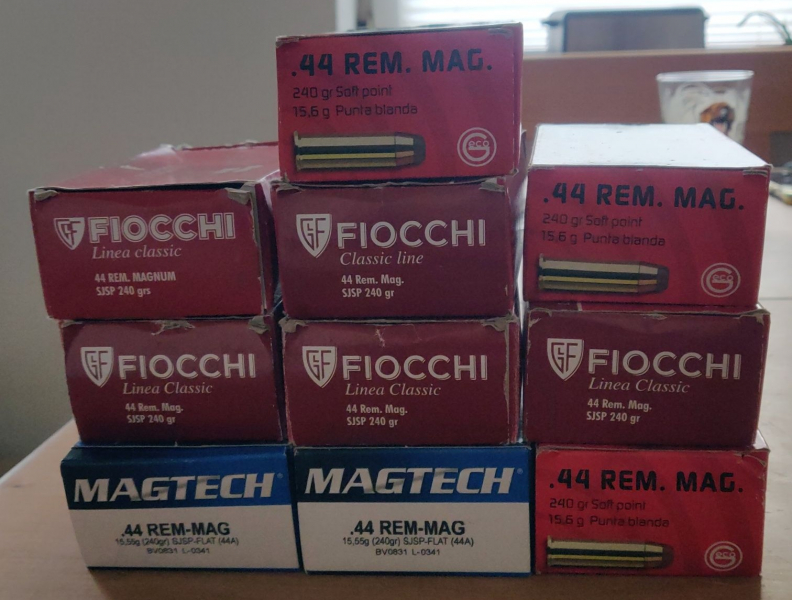 .44 REM. MAG.
240 gr Soft point
15,6 g Punta blanda
Geco
GF FIOCCHI
Linea classic
44 REM. MAGNUM
SJSP 240 grs
GF FIOCCHI
Classic line
44 Rem. Mag.
SJSP 240 gr
.44 REM. MAG.
240 gr Soft point
15,6 g Punta blanda
Geco
GF FIOCCHI
Linea Classic
44 Rem. Mag.
SJSP 240 gr
GF FIOCCHI
Linea Classic
44 Rem. Mag.
SJSP 240 gr
GF FIOCCHI
Linea Classic
44 Rem. Mag.
SJSP 240 gr
MAGTECH
.44 REM-MAG
15,55g (240gr) SJSP-FLAT (44A)
BV0831 L-0341
MAGTECH
.44 REM-MAG
15,55g (240gr) SJSP-FLAT (44A)
BV0831 L-0341
.44 REM. MAG.
240 gr Soft point
15,6 g Punta blanda
Geco